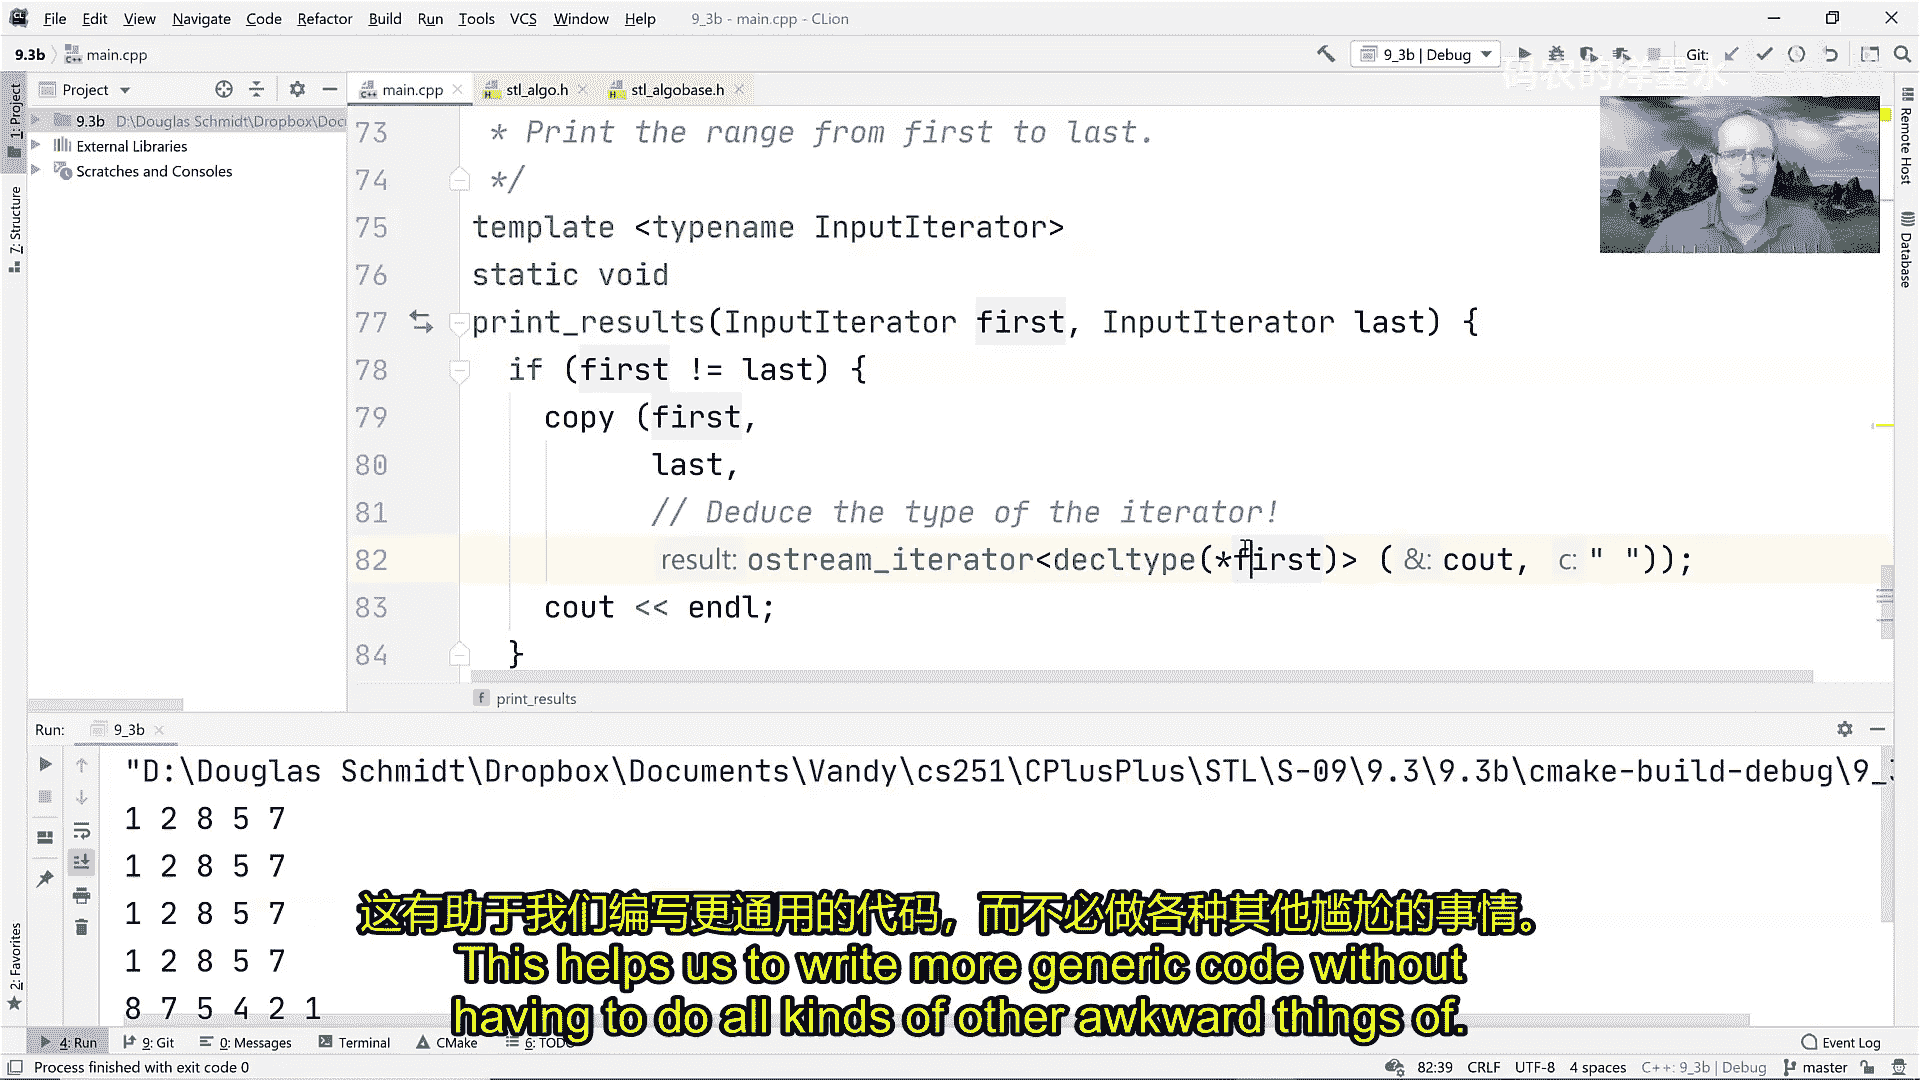 File Edit View Navigate Code Refactor Build Run Tools VCS Window Help 9_3b - main.cpp - CLion
9.3b main.cpp 9_3b | Debug Git:
码农的洋墨水
Project main.cpp stl_algo.h stl_algobase.h
1: Project
7: Structure
2: Favorites
Remote Host
Database
9.3b D:\Douglas Schmidt\Dropbox\Doc
External Libraries
Scratches and Consoles
73 * Print the range from first to last.
74 */
75 template <typename InputIterator>
76 static void
77 print_results(InputIterator first, InputIterator last) {
78 if (first != last) {
79 copy (first,
80 last,
81 // Deduce the type of the iterator!
82 result: ostream_iterator<decltype(*first)> ( &: cout, c: " "));
83 cout << endl;
84 }
f print_results
Run: 9_3b
"D:\Douglas Schmidt\Dropbox\Documents\Vandy\cs251\CPlusPlus\STL\S-09\9.3\9.3b\cmake-build-debug\9_
1 2 8 5 7
1 2 8 5 7
1 2 8 5 7
1 2 8 5 7
8 7 5 4 2 1
这有助于我们编写更通用的代码，而不必做各种其他尴尬的事情。
This helps us to write more generic code without
having to do all kinds of other awkward things of.
4: Run 9: Git 0: Messages Terminal CMake 6: TODO Event Log
Process finished with exit code 0 82:39 CRLF UTF-8 4 spaces C++: 9_3b | Debug master